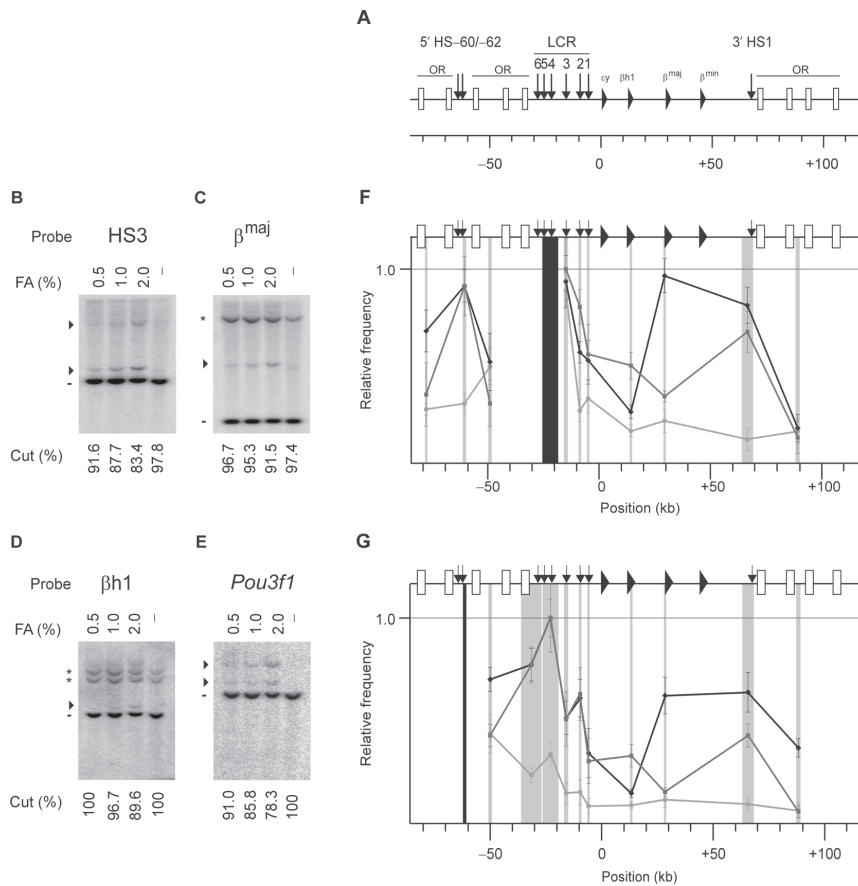 A
5′ HS–60/–62 LCR 3′ HS1
OR OR 654 3 21 εy βh1 βmaj βmin OR
–50 0 +50 +100
B
Probe HS3
FA (%) 0.5 1.0 2.0 –
Cut (%) 91.6 87.7 83.4 97.8
C
βmaj
0.5 1.0 2.0 –
*
96.7 95.3 91.5 97.4
F
1.0
Relative frequency
–50 0 +50 +100
Position (kb)
D
Probe βh1
FA (%) 0.5 1.0 2.0 –
*
*
Cut (%) 100 96.7 89.6 100
E
Pou3f1
0.5 1.0 2.0 –
91.0 85.8 78.3 100
G
1.0
Relative frequency
–50 0 +50 +100
Position (kb)